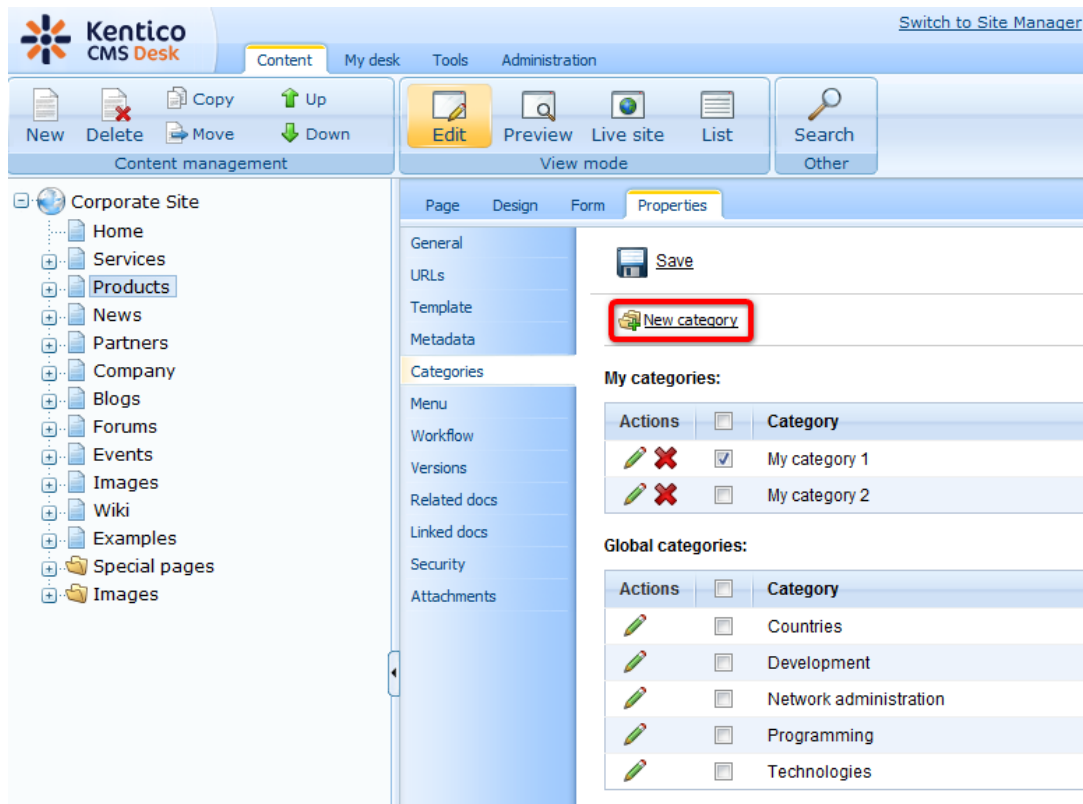 Kentico
CMS Desk
Switch to Site Manager
Content My desk Tools Administration
New Delete Copy Move Up Down
Content management
Edit Preview Live site List
View mode
Search
Other
Corporate Site
Home
Services
Products
News
Partners
Company
Blogs
Forums
Events
Images
Wiki
Examples
Special pages
Images
Page Design Form Properties
General
URLs
Template
Metadata
Categories
Menu
Workflow
Versions
Related docs
Linked docs
Security
Attachments
Save
New category
My categories:
Actions Category
My category 1
My category 2
Global categories:
Actions Category
Countries
Development
Network administration
Programming
Technologies